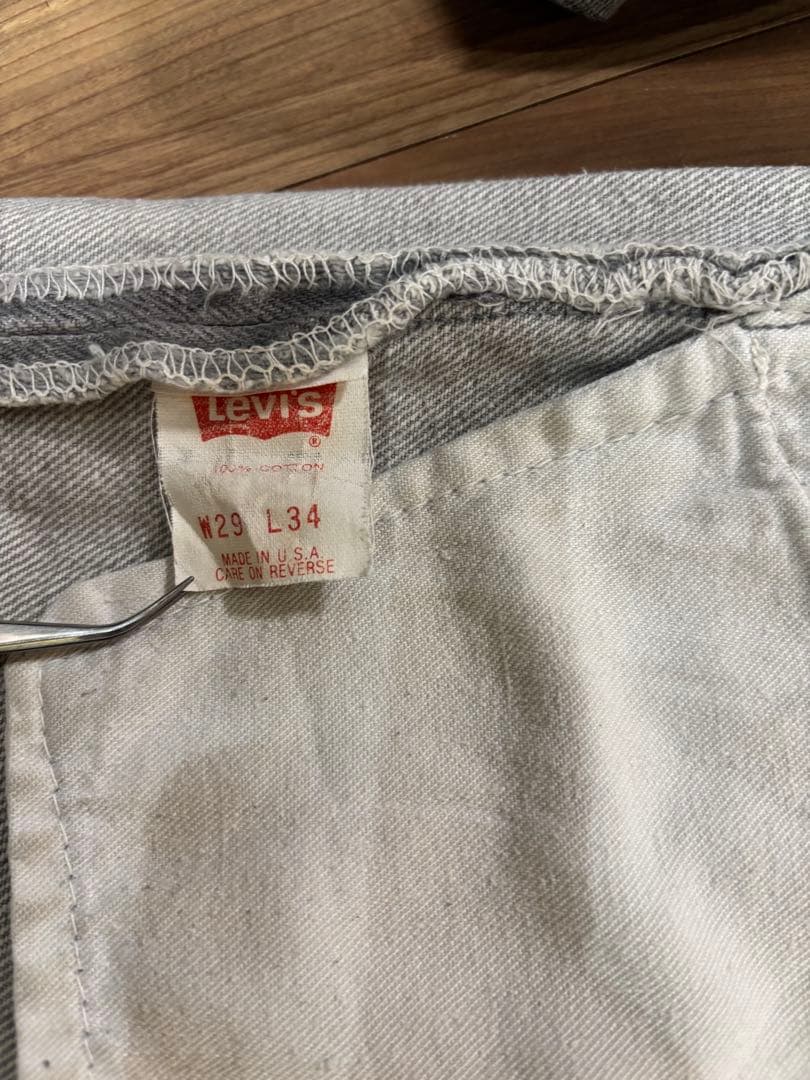 Levi's
®
100% COTTON
W29 L34
MADE IN U.S.A.
CARE ON REVERSE